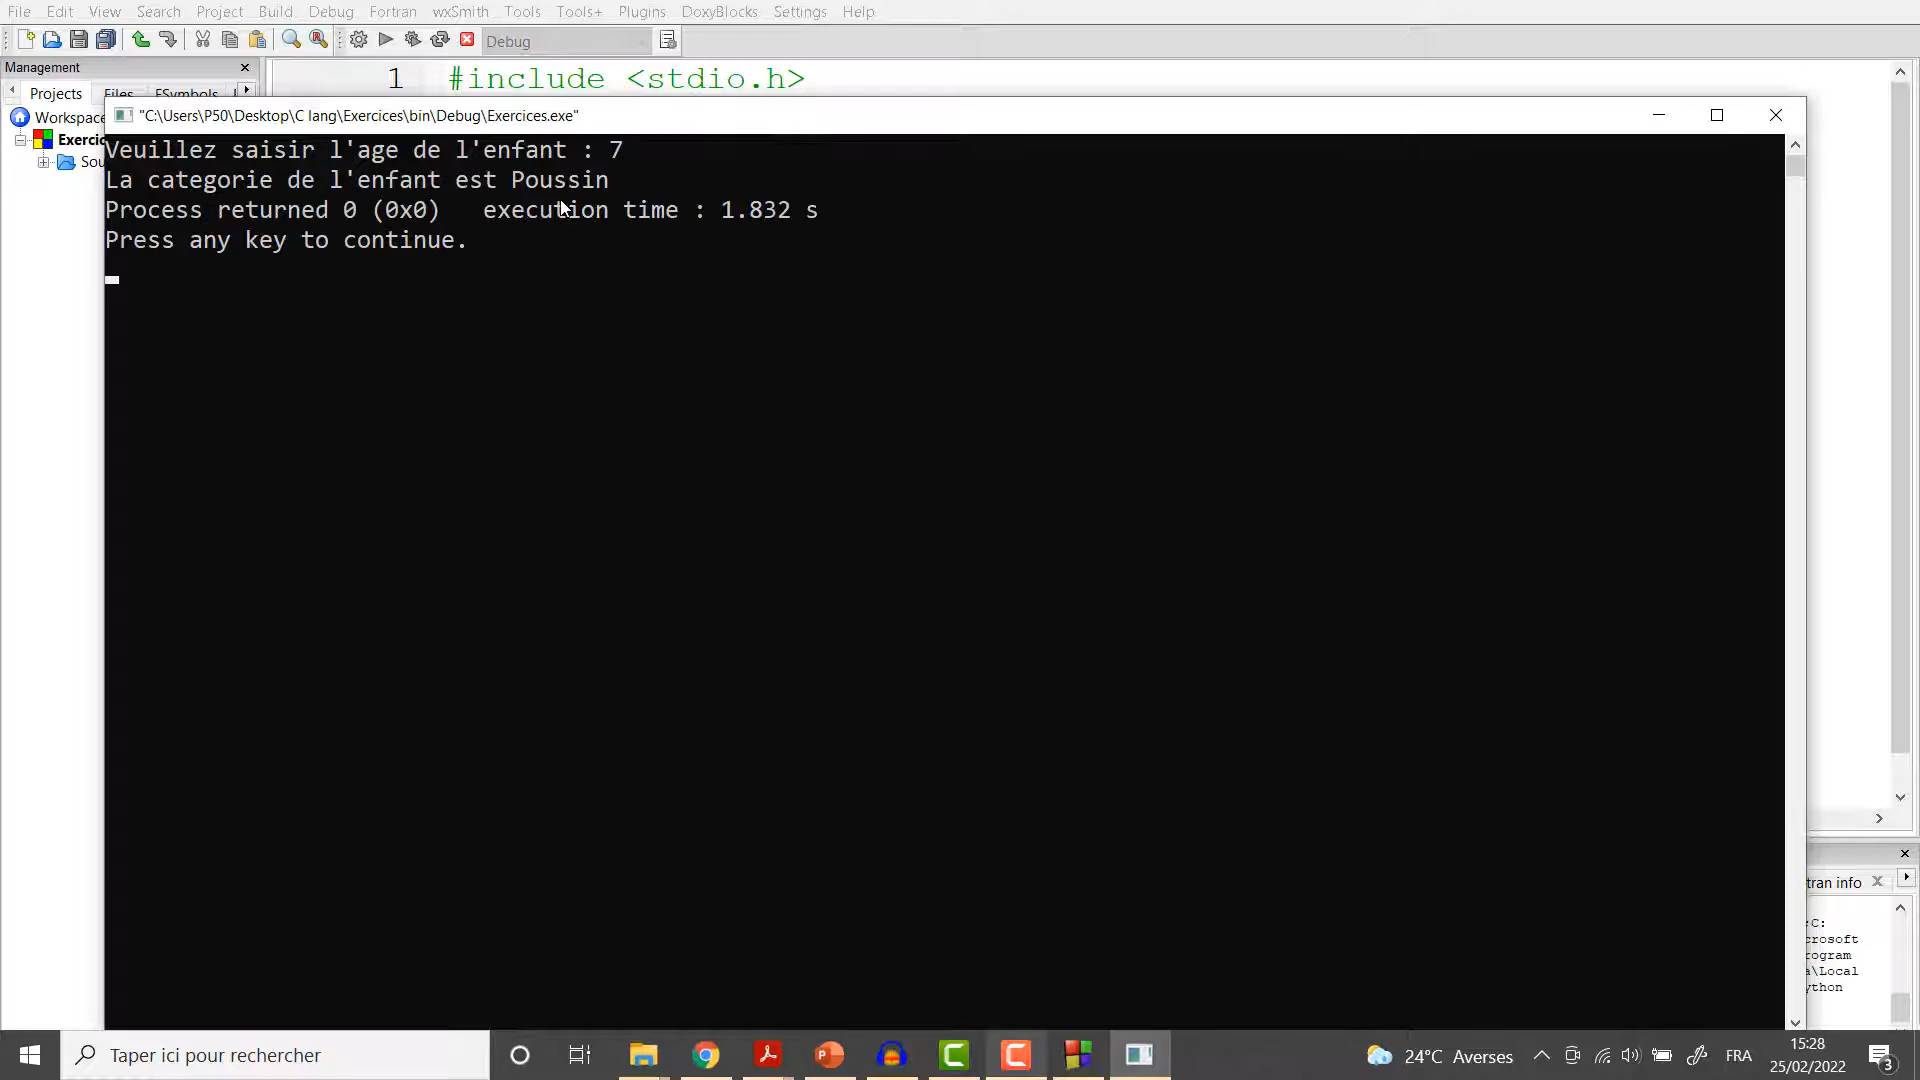 File Edit View Search Project Build Debug Fortran wxSmith Tools Tools+ Plugins DoxyBlocks Settings Help
Debug
Management
Projects Files FSymbols
1 #include <stdio.h>
Workspace
"C:\Users\P50\Desktop\C lang\Exercices\bin\Debug\Exercices.exe"
Veuillez saisir l'age de l'enfant : 7
La categorie de l'enfant est Poussin
Process returned 0 (0x0)   execution time : 1.832 s
Press any key to continue.
tran info
:C:
crosoft
rogram
a\Local
ython
Taper ici pour rechercher
24°C Averses
FRA
15:28
25/02/2022
3